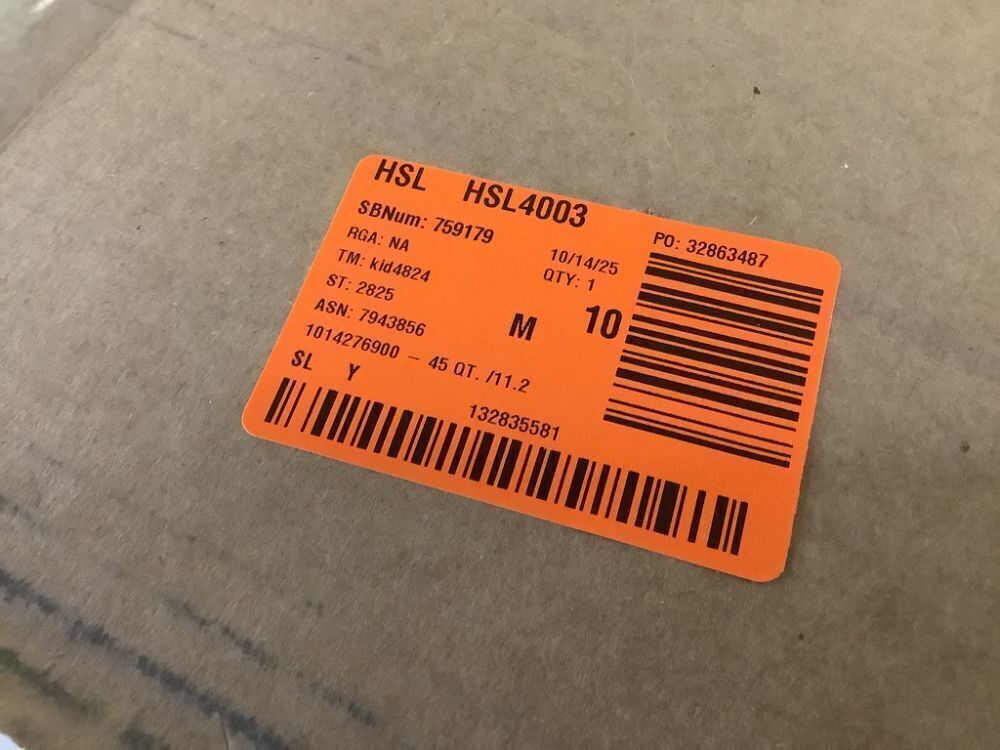 HSL HSL4003
SBNum: 759179
PO: 32863487
RGA: NA
10/14/25
TM: kid4824
QTY: 1
ST: 2825
M 10
ASN: 7943856
1014276900 – 45 QT. /11.2
SL Y
132835581